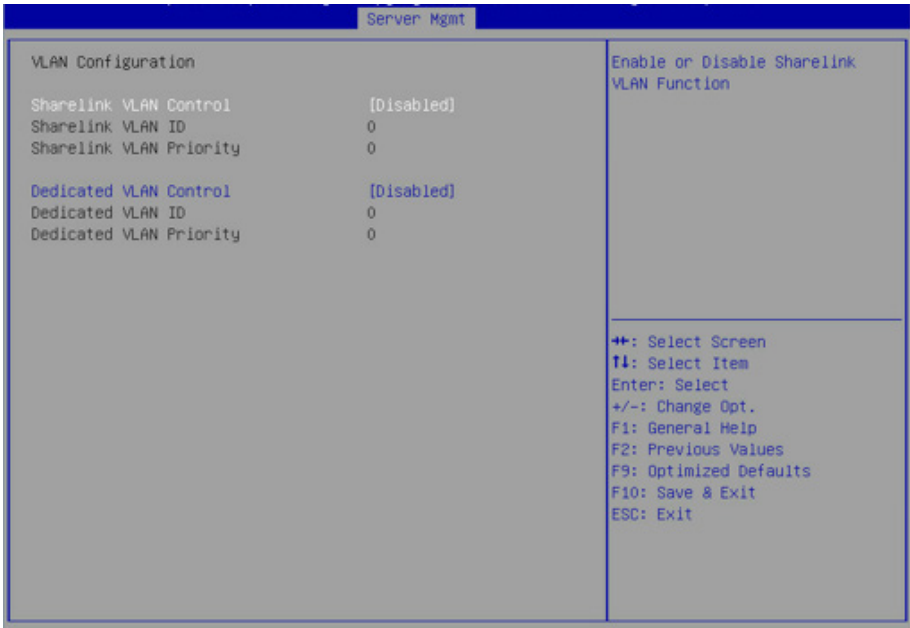 Server Mgmt
VLAN Configuration
Sharelink VLAN Control [Disabled]
Sharelink VLAN ID 0
Sharelink VLAN Priority 0
Dedicated VLAN Control [Disabled]
Dedicated VLAN ID 0
Dedicated VLAN Priority 0
Enable or Disable Sharelink
VLAN Function
→←: Select Screen
↑↓: Select Item
Enter: Select
+/-: Change Opt.
F1: General Help
F2: Previous Values
F9: Optimized Defaults
F10: Save & Exit
ESC: Exit